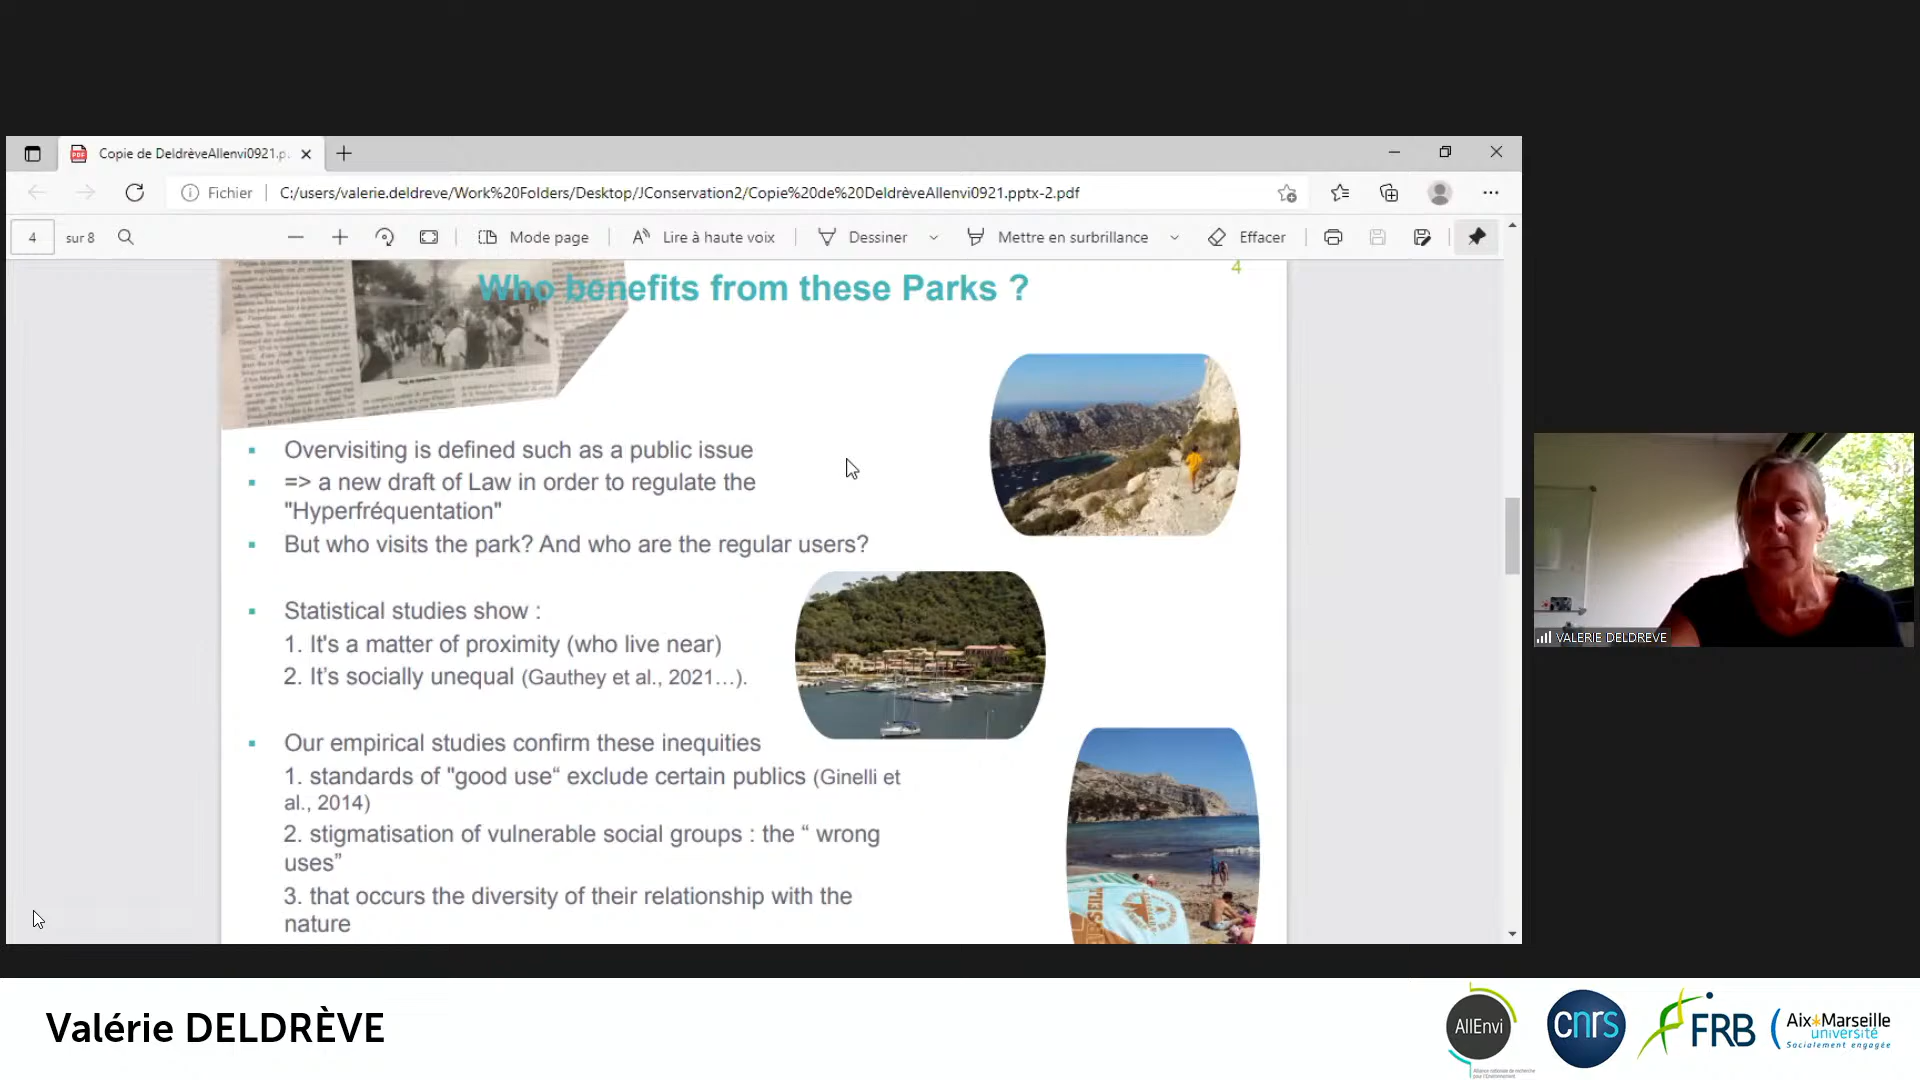 Copie de DeldrèveAllenvi0921.p
Fichier
C:/users/valerie.deldreve/Work%20Folders/Desktop/JConservation2/Copie%20de%20DeldrèveAllenvi0921.pptx-2.pdf
4 sur 8
Mode page
Lire à haute voix
Dessiner
Mettre en surbrillance
Effacer
Who benefits from these Parks ?
4
Overvisiting is defined such as a public issue
=> a new draft of Law in order to regulate the
"Hyperfréquentation"
But who visits the park? And who are the regular users?
Statistical studies show :
1. It's a matter of proximity (who live near)
2. It’s socially unequal (Gauthey et al., 2021…).
Our empirical studies confirm these inequities
1. standards of "good use“ exclude certain publics (Ginelli et
al., 2014)
2. stigmatisation of vulnerable social groups : the “ wrong
uses”
3. that occurs the diversity of their relationship with the
nature
VALERIE DELDREVE
Valérie DELDRÈVE
AllEnvi
Alliance nationale de recherche
pour l'Environnement
cnrs
FRB
Aix*Marseille
université
Socialement engagée